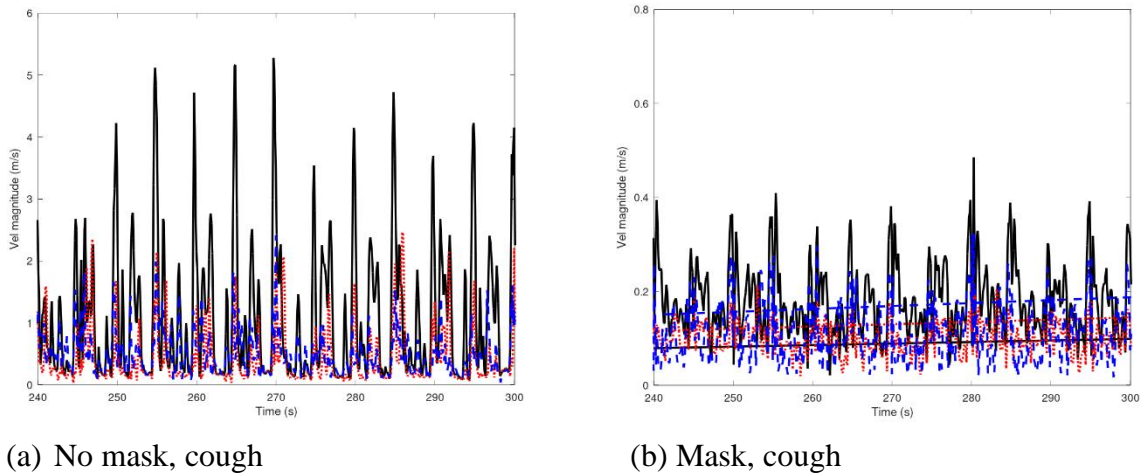 6
5
4
3
2
1
0
Vel magnitude (m/s)
240 250 260 270 280 290 300
Time (s)
0.8
0.6
0.4
0.2
0
Vel magnitude (m/s)
240 250 260 270 280 290 300
Time (s)
(a) No mask, cough
(b) Mask, cough